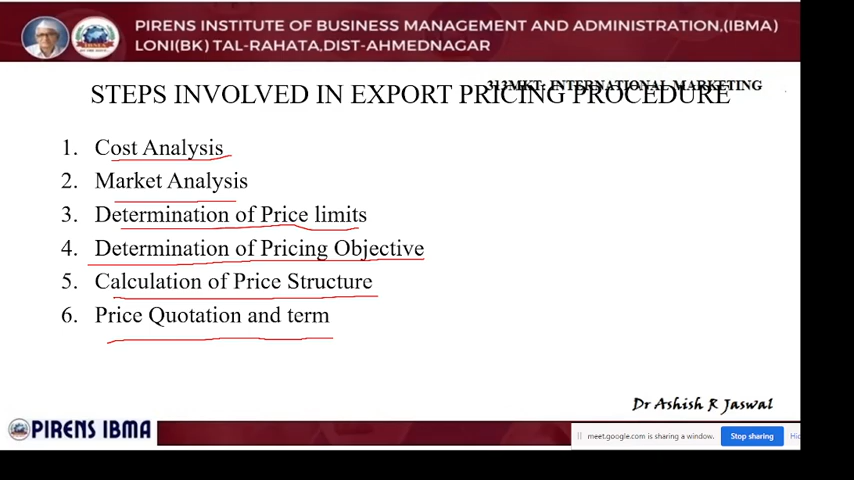 PIRENS INSTITUTE OF BUSINESS MANAGEMENT AND ADMINISTRATION,(IBMA)
LONI(BK) TAL-RAHATA,DIST-AHMEDNAGAR
313MKT: INTERNATIONAL MARKETING
STEPS INVOLVED IN EXPORT PRICING PROCEDURE
1. Cost Analysis
2. Market Analysis
3. Determination of Price limits
4. Determination of Pricing Objective
5. Calculation of Price Structure
6. Price Quotation and term
Dr Ashish R Jaswal
PIRENS IBMA
meet.google.com is sharing a window. Stop sharing